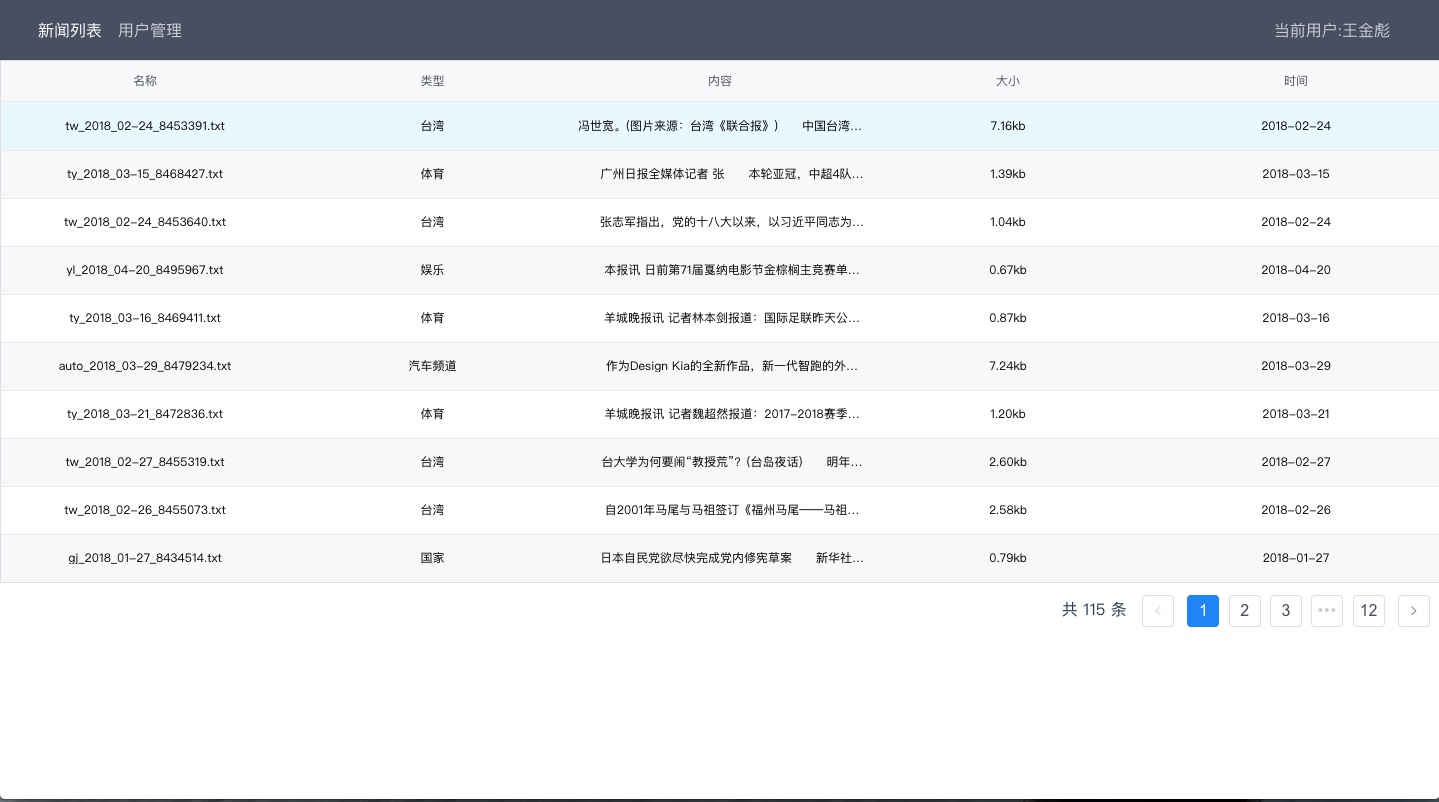 新闻列表 用户管理 当前用户:王金彪
名称 类型 内容 大小 时间
tw_2018_02-24_8453391.txt 台湾 冯世宽。(图片来源：台湾《联合报》) 中国台湾... 7.16kb 2018-02-24
ty_2018_03-15_8468427.txt 体育 广州日报全媒体记者 张 本轮亚冠，中超4队... 1.39kb 2018-03-15
tw_2018_02-24_8453640.txt 台湾 张志军指出，党的十八大以来，以习近平同志为... 1.04kb 2018-02-24
yl_2018_04-20_8495967.txt 娱乐 本报讯 日前第71届戛纳电影节金棕榈主竞赛单... 0.67kb 2018-04-20
ty_2018_03-16_8469411.txt 体育 羊城晚报讯 记者林本剑报道：国际足联昨天公... 0.87kb 2018-03-16
auto_2018_03-29_8479234.txt 汽车频道 作为Design Kia的全新作品，新一代智跑的外... 7.24kb 2018-03-29
ty_2018_03-21_8472836.txt 体育 羊城晚报讯 记者魏超然报道：2017-2018赛季... 1.20kb 2018-03-21
tw_2018_02-27_8455319.txt 台湾 台大学为何要闹“教授荒”？(台岛夜话) 明年... 2.60kb 2018-02-27
tw_2018_02-26_8455073.txt 台湾 自2001年马尾与马祖签订《福州马尾——马祖... 2.58kb 2018-02-26
gj_2018_01-27_8434514.txt 国家 日本自民党欲尽快完成党内修宪草案 新华社... 0.79kb 2018-01-27
共 115 条 < 1 2 3 ••• 12 >